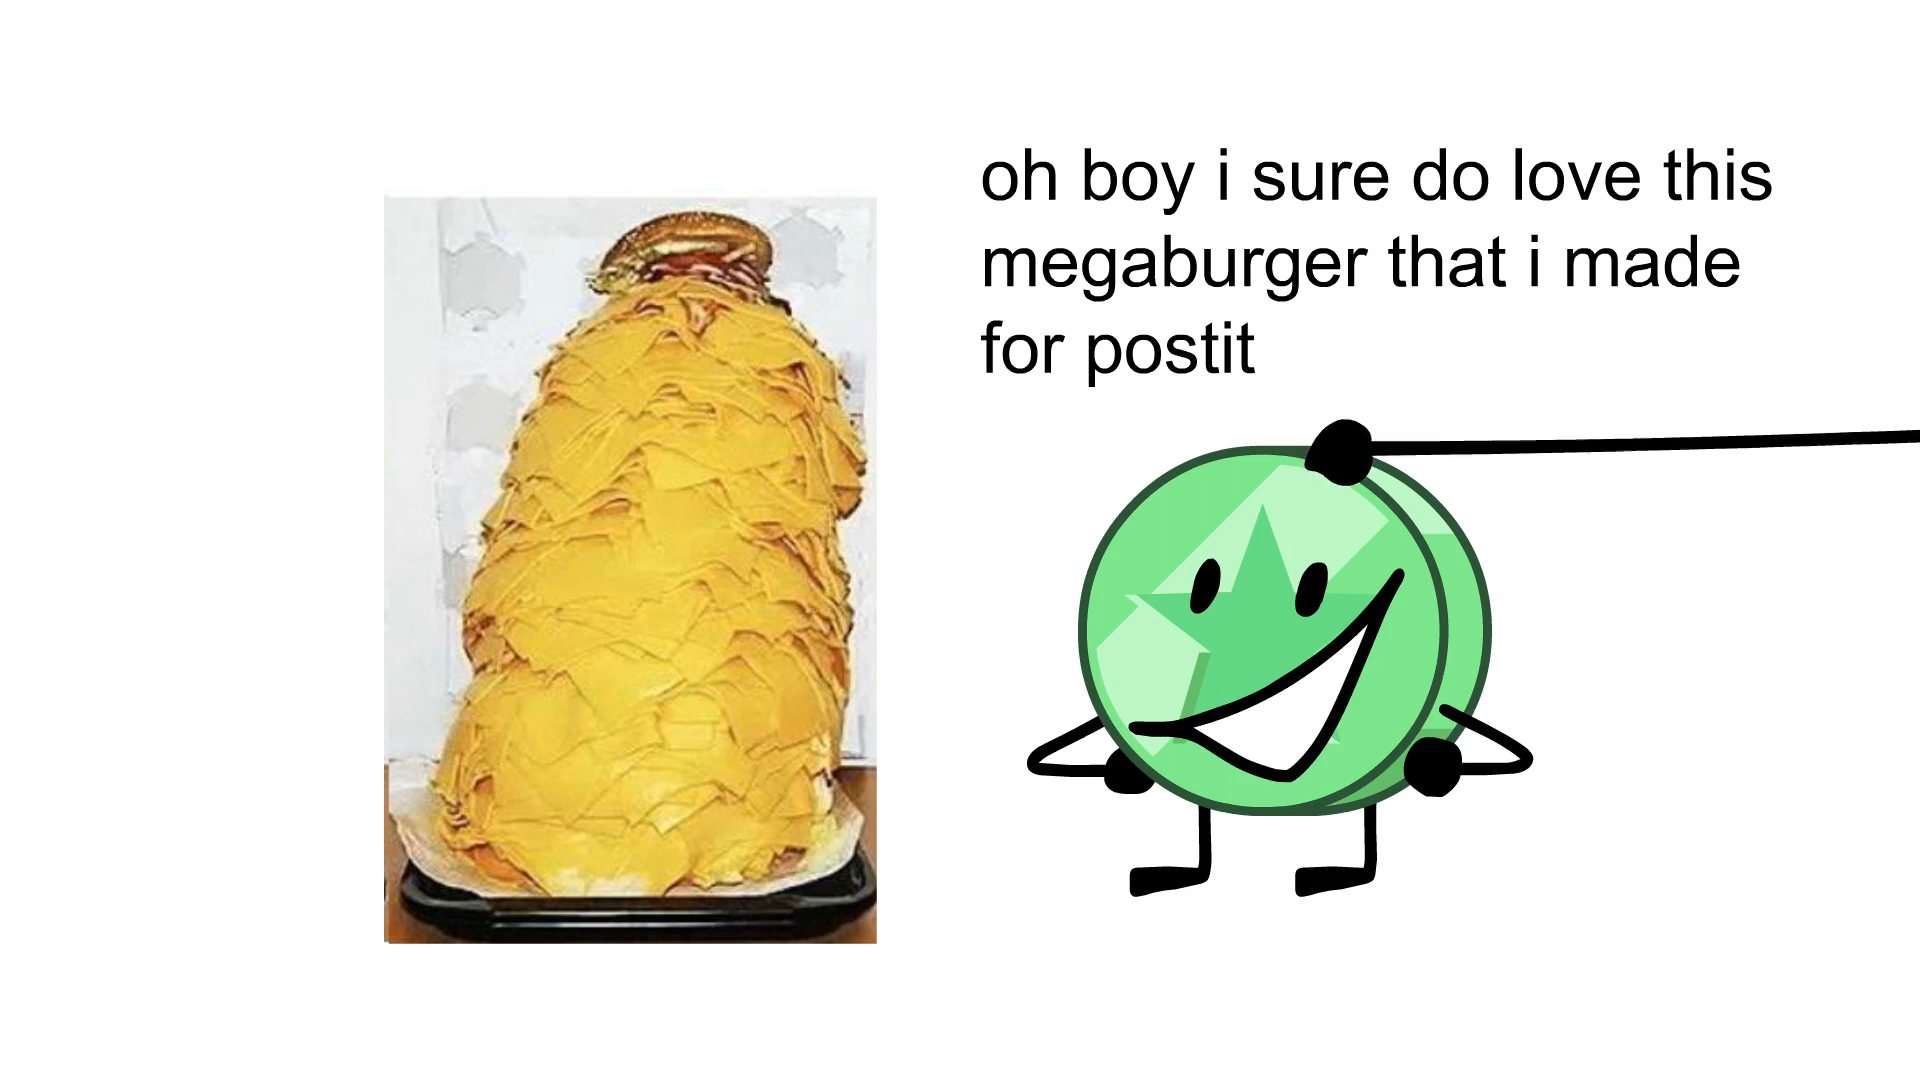 oh boy i sure do love this
megaburger that i made
for postit